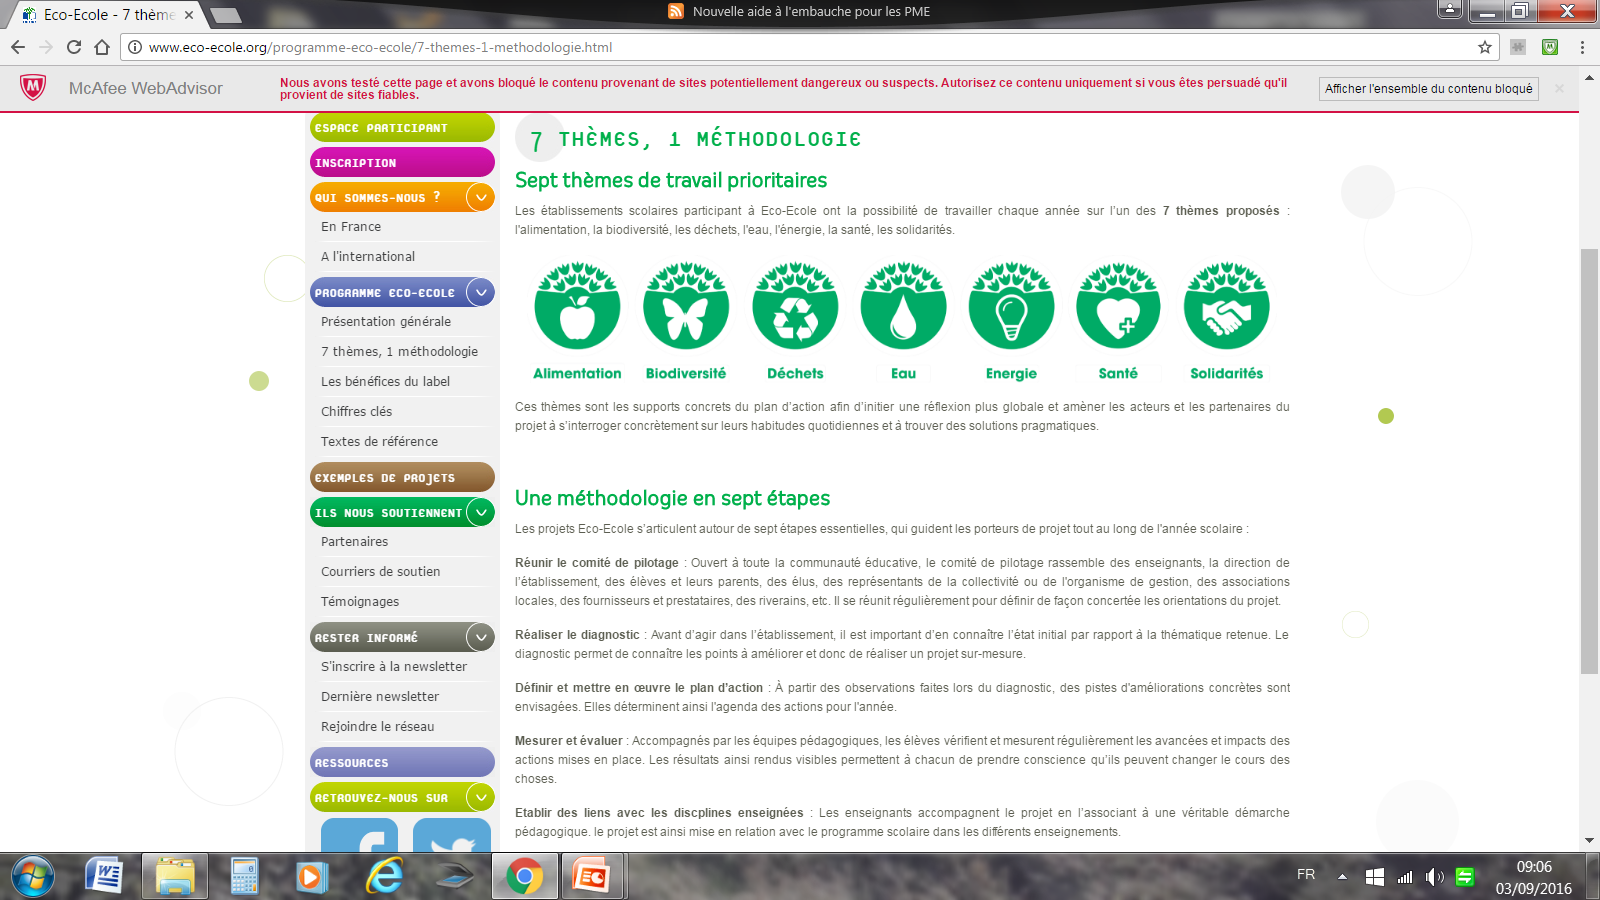 Eco-Ecole - 7 thème
Nouvelle aide à l'embauche pour les PME
www.eco-ecole.org/programme-eco-ecole/7-themes-1-methodologie.html
McAfee WebAdvisor
Nous avons testé cette page et avons bloqué le contenu provenant de sites potentiellement dangereux ou suspects. Autorisez ce contenu uniquement si vous êtes persuadé qu'il
provient de sites fiables.
Afficher l'ensemble du contenu bloqué
ESPACE PARTICIPANT
INSCRIPTION
QUI SOMMES-NOUS ?
En France
A l'international
PROGRAMME ECO-ECOLE
Présentation générale
7 thèmes, 1 méthodologie
Les bénéfices du label
Chiffres clés
Textes de référence
EXEMPLES DE PROJETS
ILS NOUS SOUTIENNENT
Partenaires
Courriers de soutien
Témoignages
RESTER INFORMÉ
S'inscrire à la newsletter
Dernière newsletter
Rejoindre le réseau
RESSOURCES
RETROUVEZ-NOUS SUR
7 THÈMES, 1 MÉTHODOLOGIE
Sept thèmes de travail prioritaires
Les établissements scolaires participant à Eco-Ecole ont la possibilité de travailler chaque année sur l'un des 7 thèmes proposés :
l'alimentation, la biodiversité, les déchets, l'eau, l'énergie, la santé, les solidarités.
Alimentation Biodiversité Déchets Eau Energie Santé Solidarités
Ces thèmes sont les supports concrets du plan d'action afin d'initier une réflexion plus globale et amènent les acteurs et les partenaires du
projet à s'interroger concrètement sur leurs habitudes quotidiennes et à trouver des solutions pragmatiques.
Une méthodologie en sept étapes
Les projets Eco-Ecole s'articulent autour de sept étapes essentielles, qui guident les porteurs de projet tout au long de l'année scolaire :
Réunir le comité de pilotage : Ouvert à toute la communauté éducative, le comité de pilotage rassemble des enseignants, la direction de
l'établissement, des élèves et leurs parents, des élus, des représentants de la collectivité ou de l'organisme de gestion, des associations
locales, des fournisseurs et prestataires, des riverains, etc. Il se réunit régulièrement pour définir de façon concertée les orientations du projet.
Réaliser le diagnostic : Avant d'agir dans l'établissement, il est important d'en connaître l'état initial par rapport à la thématique retenue. Le
diagnostic permet de connaître les points à améliorer et donc de réaliser un projet sur-mesure.
Définir et mettre en œuvre le plan d'action : À partir des observations faites lors du diagnostic, des pistes d'améliorations concrètes sont
envisagées. Elles déterminent ainsi l'agenda des actions pour l'année.
Mesurer et évaluer : Accompagnés par les équipes pédagogiques, les élèves vérifient et mesurent régulièrement les avancées et impacts des
actions mises en place. Les résultats ainsi rendus visibles permettent à chacun de prendre conscience qu'ils peuvent changer le cours des
choses.
Etablir des liens avec les discplines enseignées : Les enseignants accompagnent le projet en l'associant à une véritable démarche
pédagogique. le projet est ainsi mise en relation avec le programme scolaire dans les différents enseignements.
FR
09:06
03/09/2016